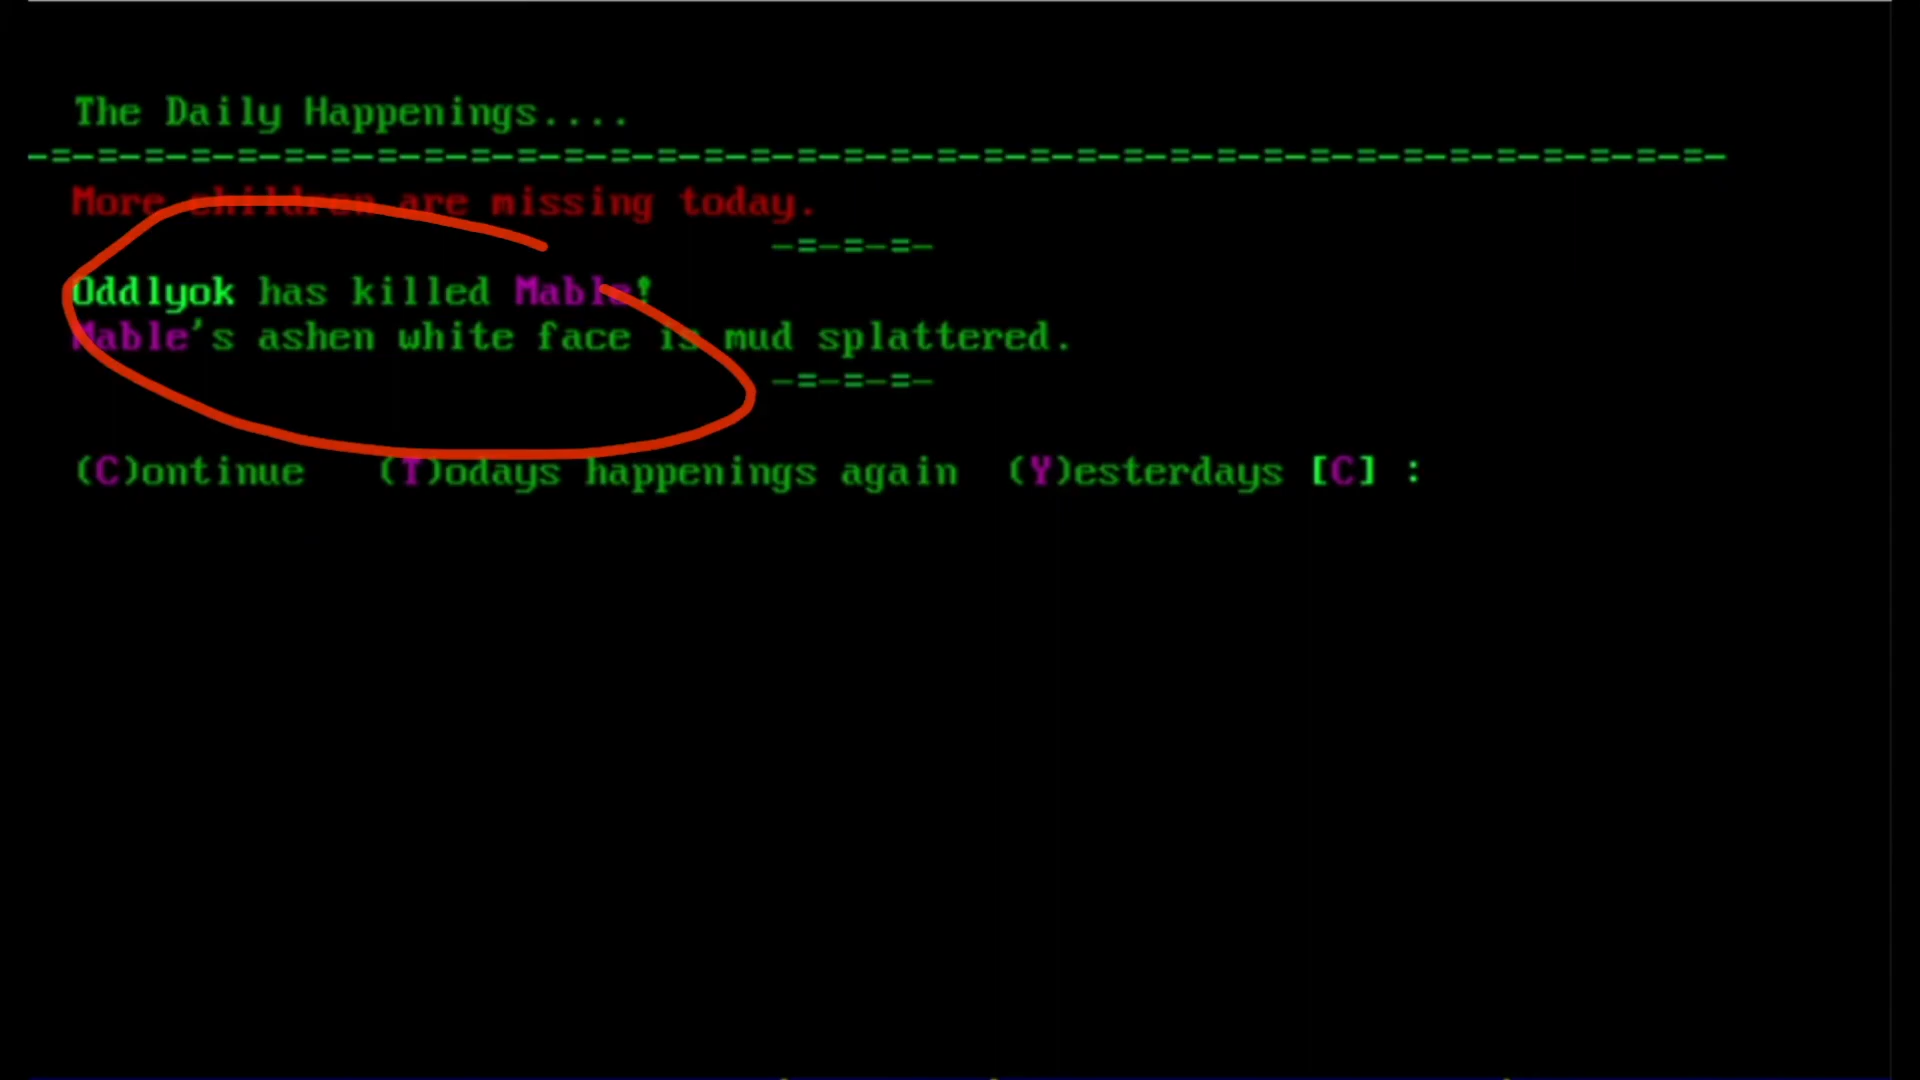 The Daily Happenings....
-=-=-=-=-=-=-=-=-=-=-=-=-=-=-=-=-=-=-=-=-=-=-=-=-=-=-=-=-=-=-=-=-=-=-=-=-
More children are missing today.
-=-=-=-
Oddlyok has killed Mable!
Mable's ashen white face is mud splattered.
-=-=-=-
(C)ontinue   (T)odays happenings again  (Y)esterdays [C] :